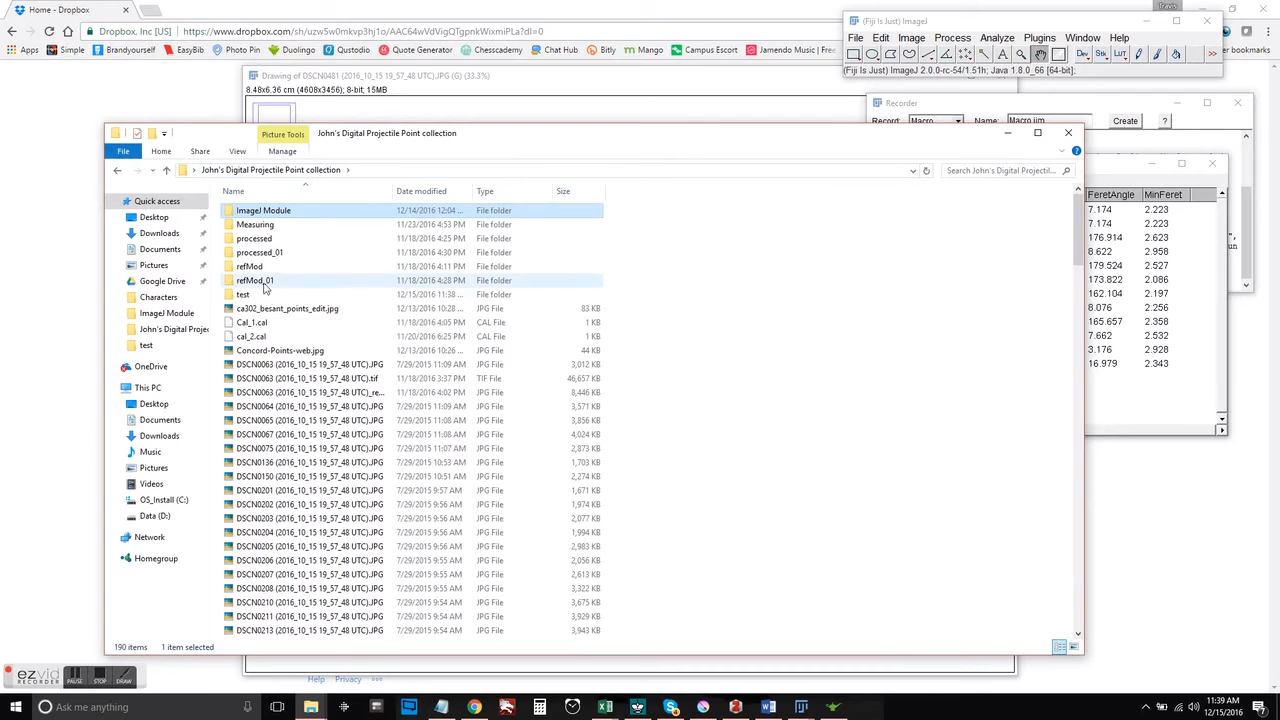 Home - Dropbox
Travis
Dropbox, Inc [US] https://www.dropbox.com/sh/uzw5w0mkvp3hj1o/AAC64wVdVigQTgpnkWixmiPLa?dl=0
Apps Simple Brandyourself EasyBib Photo Pin Duolingo Qustodio Quote Generator Chesscademy Chat Hub Bitly Mango Campus Escort Jamendo Music | Free
bookmarks
(Fiji Is Just) ImageJ
File Edit Image Process Analyze Plugins Window Help
Dev Stk LUT >>
(Fiji Is Just) ImageJ 2.0.0-rc-54/1.51h; Java 1.8.0_66 [64-bit];
Drawing of DSCN0481 (2016_10_15 19_57_48 UTC).JPG (G) (33.3%)
8.48x6.36 cm (4608x3456); 8-bit; 15MB
Recorder
Record: Macro Name: Macro.ijm Create ?
FeretAngle MinFeret
7.174 2.223
7.174 2.223
176.914 2.623
8.622 2.958
179.524 2.527
173.822 2.086
162.104 2.197
8.076 2.256
165.657 2.358
7.662 2.532
3.176 2.928
16.979 2.343
Picture Tools John's Digital Projectile Point collection
File Home Share View Manage
John's Digital Projectile Point collection
Search John's Digital Projectil...
Name Date modified Type Size
Quick access
Desktop
Downloads
Documents
Pictures
Google Drive
Characters
ImageJ Module
John's Digital Projec
test
OneDrive
This PC
Desktop
Documents
Downloads
Music
Pictures
Videos
OS_Install (C:)
Data (D:)
Network
Homegroup
ImageJ Module 12/14/2016 12:04 ... File folder
Measuring 11/23/2016 4:53 PM File folder
processed 11/18/2016 4:25 PM File folder
processed_01 11/18/2016 4:30 PM File folder
refMod 11/18/2016 4:11 PM File folder
refMod_01 11/18/2016 4:28 PM File folder
test 12/15/2016 11:38 ... File folder
ca302_besant_points_edit.jpg 12/13/2016 10:28 ... JPG File 83 KB
Cal_1.cal 11/18/2016 4:05 PM CAL File 1 KB
cal_2.cal 11/20/2016 6:25 PM CAL File 1 KB
Concord-Points-web.jpg 12/13/2016 10:26 ... JPG File 44 KB
DSCN0063 (2016_10_15 19_57_48 UTC).JPG 7/29/2015 11:09 AM JPG File 3,012 KB
DSCN0063 (2016_10_15 19_57_48 UTC).tif 11/18/2016 3:37 PM TIF File 46,657 KB
DSCN0063 (2016_10_15 19_57_48 UTC)_re... 11/18/2016 4:02 PM JPG File 8,446 KB
DSCN0064 (2016_10_15 19_57_48 UTC).JPG 7/29/2015 11:09 AM JPG File 3,571 KB
DSCN0065 (2016_10_15 19_57_48 UTC).JPG 7/29/2015 11:08 AM JPG File 3,856 KB
DSCN0067 (2016_10_15 19_57_48 UTC).JPG 7/29/2015 11:08 AM JPG File 4,024 KB
DSCN0075 (2016_10_15 19_57_48 UTC).JPG 7/29/2015 11:07 AM JPG File 2,873 KB
DSCN0136 (2016_10_15 19_57_48 UTC).JPG 7/29/2015 10:53 AM JPG File 1,703 KB
DSCN0150 (2016_10_15 19_57_48 UTC).JPG 7/29/2015 10:51 AM JPG File 2,274 KB
DSCN0201 (2016_10_15 19_57_48 UTC).JPG 7/29/2015 9:57 AM JPG File 1,671 KB
DSCN0202 (2016_10_15 19_57_48 UTC).JPG 7/29/2015 9:56 AM JPG File 1,974 KB
DSCN0203 (2016_10_15 19_57_48 UTC).JPG 7/29/2015 9:56 AM JPG File 2,077 KB
DSCN0204 (2016_10_15 19_57_48 UTC).JPG 7/29/2015 9:56 AM JPG File 1,994 KB
DSCN0205 (2016_10_15 19_57_48 UTC).JPG 7/29/2015 9:56 AM JPG File 2,983 KB
DSCN0206 (2016_10_15 19_57_48 UTC).JPG 7/29/2015 9:55 AM JPG File 2,056 KB
DSCN0207 (2016_10_15 19_57_48 UTC).JPG 7/29/2015 9:55 AM JPG File 2,613 KB
DSCN0208 (2016_10_15 19_57_48 UTC).JPG 7/29/2015 9:55 AM JPG File 3,322 KB
DSCN0210 (2016_10_15 19_57_48 UTC).JPG 7/29/2015 9:54 AM JPG File 3,675 KB
DSCN0211 (2016_10_15 19_57_48 UTC).JPG 7/29/2015 9:54 AM JPG File 3,929 KB
DSCN0213 (2016_10_15 19_57_48 UTC).JPG 7/29/2015 9:54 AM JPG File 3,943 KB
190 items 1 item selected
ezvid
RECORDER
PAUSE STOP DRAW
Help Privacy
Ask me anything
11:39 AM
12/15/2016